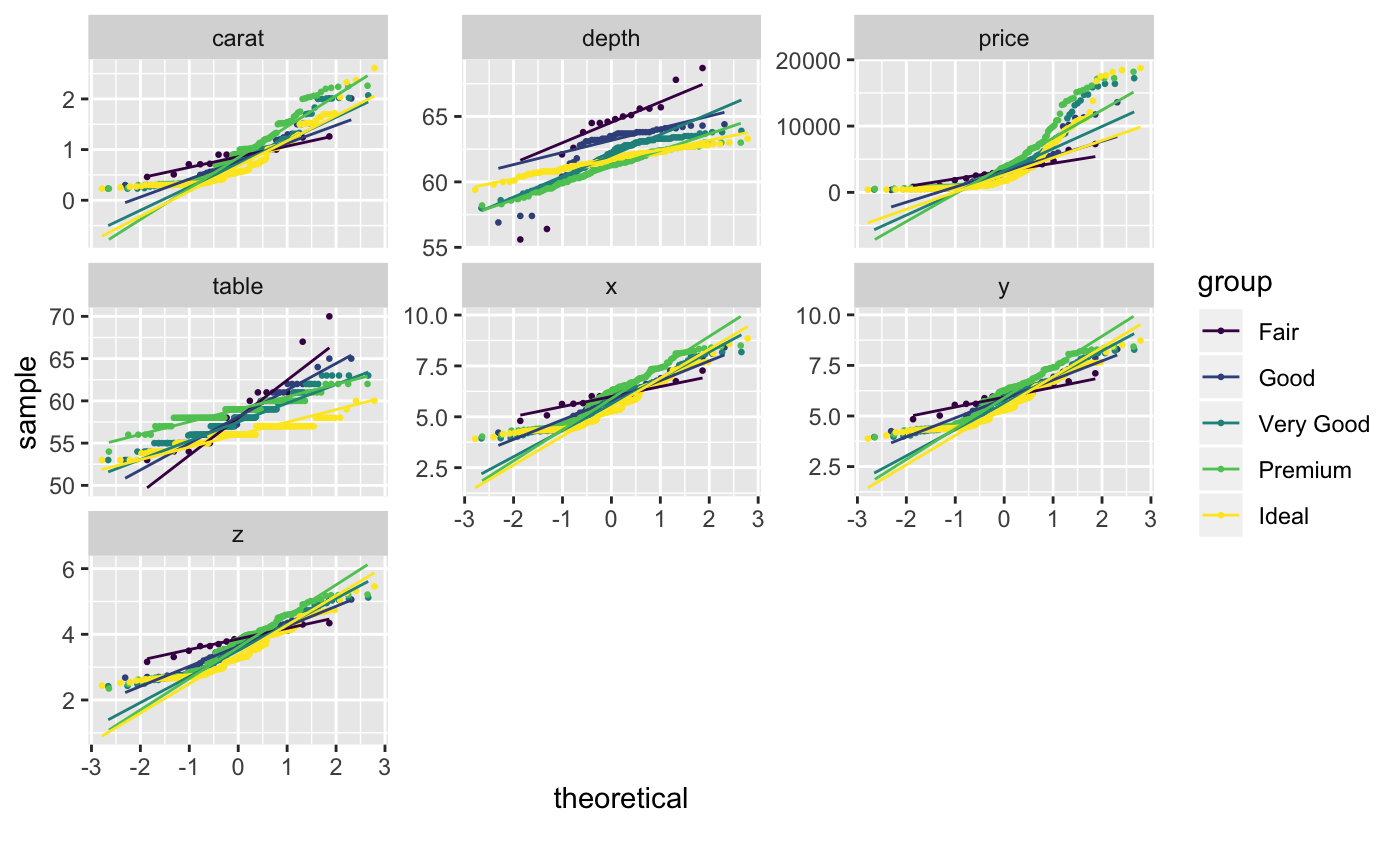 carat
depth
price
2
1
0
65
60
55
20000
10000
0
table
x
y
70
65
60
55
50
10.0
7.5
5.0
2.5
-3 -2 -1 0 1 2 3
10.0
7.5
5.0
2.5
-3 -2 -1 0 1 2 3
z
6
4
2
-3 -2 -1 0 1 2 3
sample
theoretical
group
Fair
Good
Very Good
Premium
Ideal